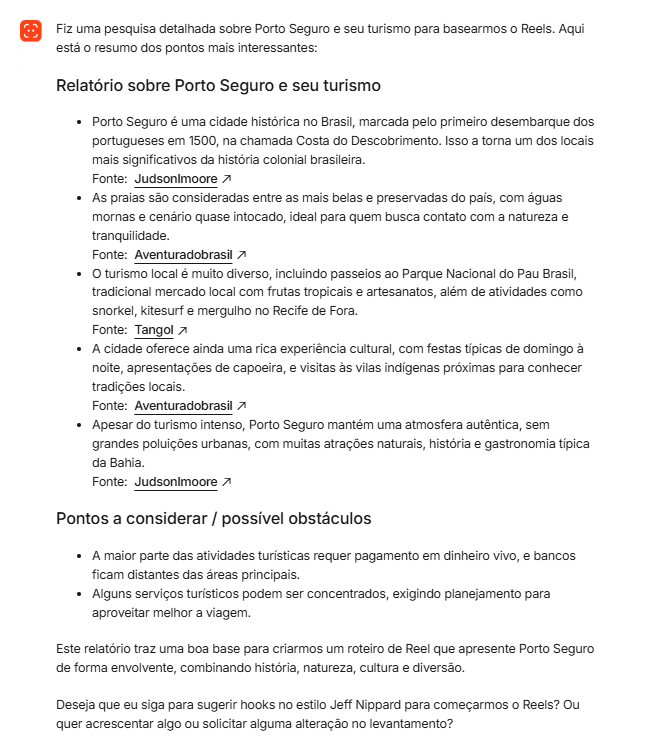 Fiz uma pesquisa detalhada sobre Porto Seguro e seu turismo para basearmos o Reels. Aqui
está o resumo dos pontos mais interessantes:
Relatório sobre Porto Seguro e seu turismo
• Porto Seguro é uma cidade histórica no Brasil, marcada pelo primeiro desembarque dos
portugueses em 1500, na chamada Costa do Descobrimento. Isso a torna um dos locais
mais significativos da história colonial brasileira.
Fonte: Judsonlmoore ↗
• As praias são consideradas entre as mais belas e preservadas do país, com águas
mornas e cenário quase intocado, ideal para quem busca contato com a natureza e
tranquilidade.
Fonte: Aventuradobrasil ↗
• O turismo local é muito diverso, incluindo passeios ao Parque Nacional do Pau Brasil,
tradicional mercado local com frutas tropicais e artesanatos, além de atividades como
snorkel, kitesurf e mergulho no Recife de Fora.
Fonte: Tangol ↗
• A cidade oferece ainda uma rica experiência cultural, com festas típicas de domingo à
noite, apresentações de capoeira, e visitas às vilas indígenas próximas para conhecer
tradições locais.
Fonte: Aventuradobrasil ↗
• Apesar do turismo intenso, Porto Seguro mantém uma atmosfera autêntica, sem
grandes poluições urbanas, com muitas atrações naturais, história e gastronomia típica
da Bahia.
Fonte: Judsonlmoore ↗
Pontos a considerar / possível obstáculos
• A maior parte das atividades turísticas requer pagamento em dinheiro vivo, e bancos
ficam distantes das áreas principais.
• Alguns serviços turísticos podem ser concentrados, exigindo planejamento para
aproveitar melhor a viagem.
Este relatório traz uma boa base para criarmos um roteiro de Reel que apresente Porto Seguro
de forma envolvente, combinando história, natureza, cultura e diversão.
Deseja que eu siga para sugerir hooks no estilo Jeff Nippard para começarmos o Reels? Ou
quer acrescentar algo ou solicitar alguma alteração no levantamento?